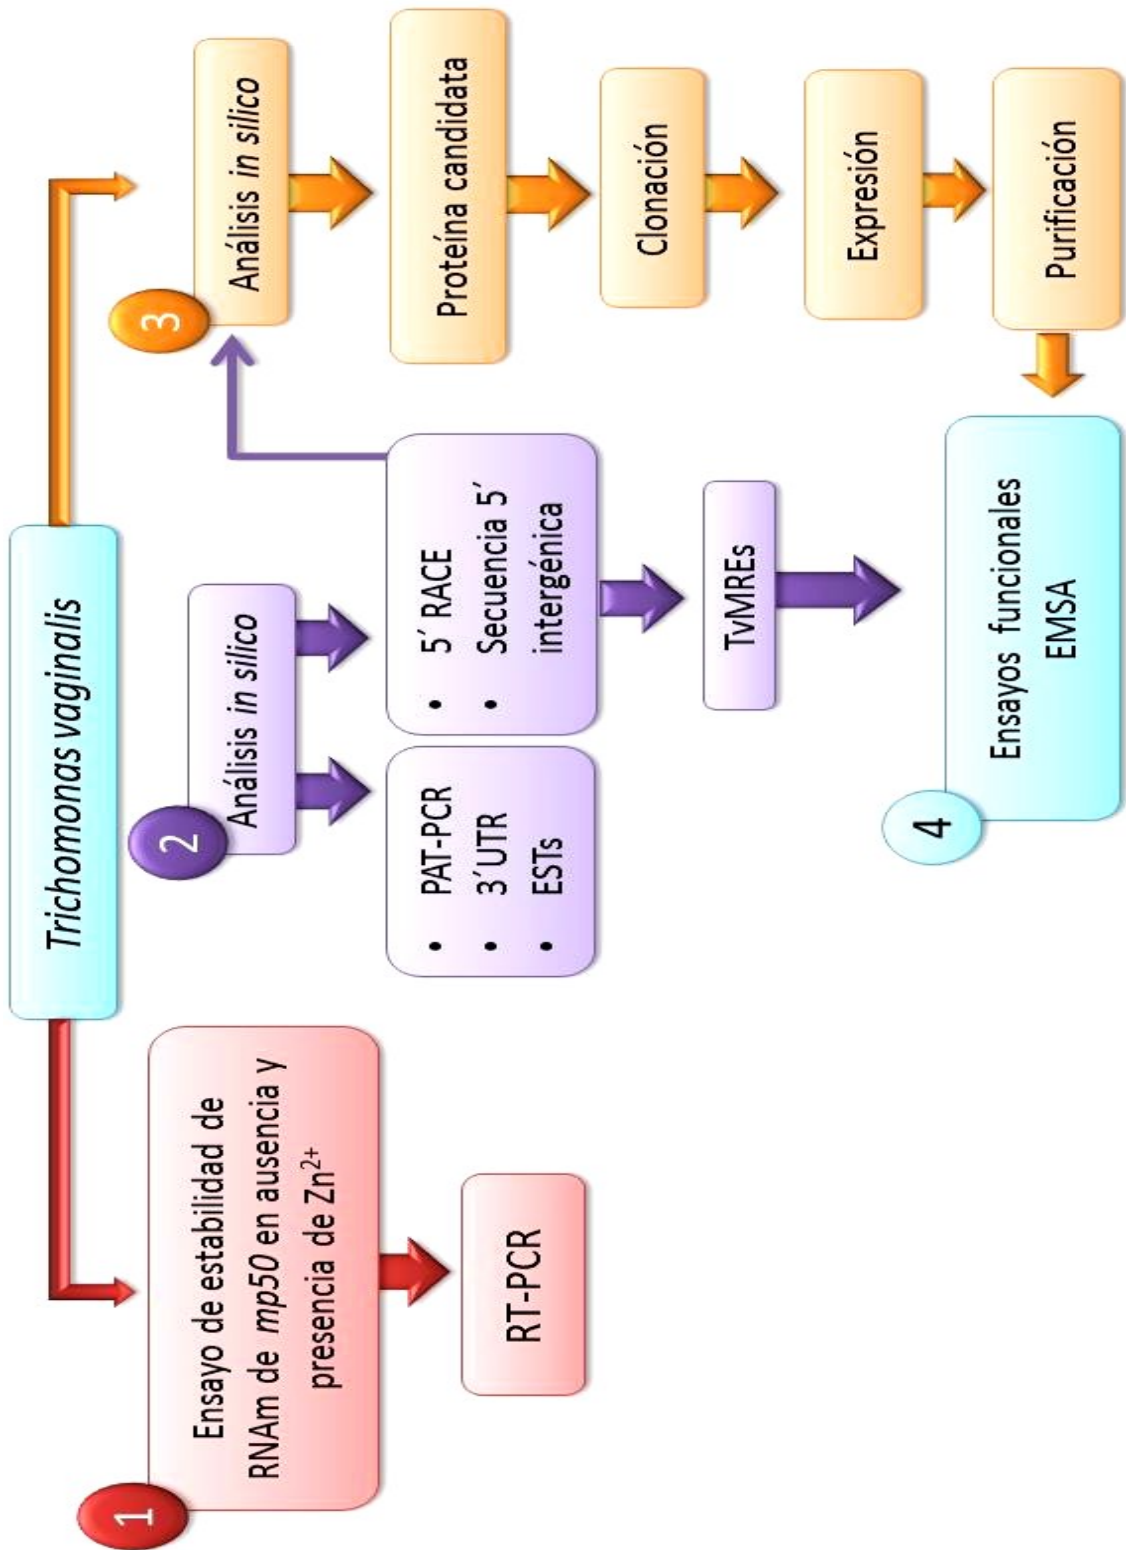 Trichomonas vaginalis
1
Ensayo de estabilidad de
RNAm de mp50 en ausencia y
presencia de Zn²⁺
RT-PCR
2
Análisis in silico
• PAT-PCR
• 3´UTR
• ESTs
• 5´ RACE
• Secuencia 5´
intergénica
TvMREs
3
Análisis in silico
Proteína candidata
Clonación
Expresión
Purificación
4
Ensayos funcionales
EMSA